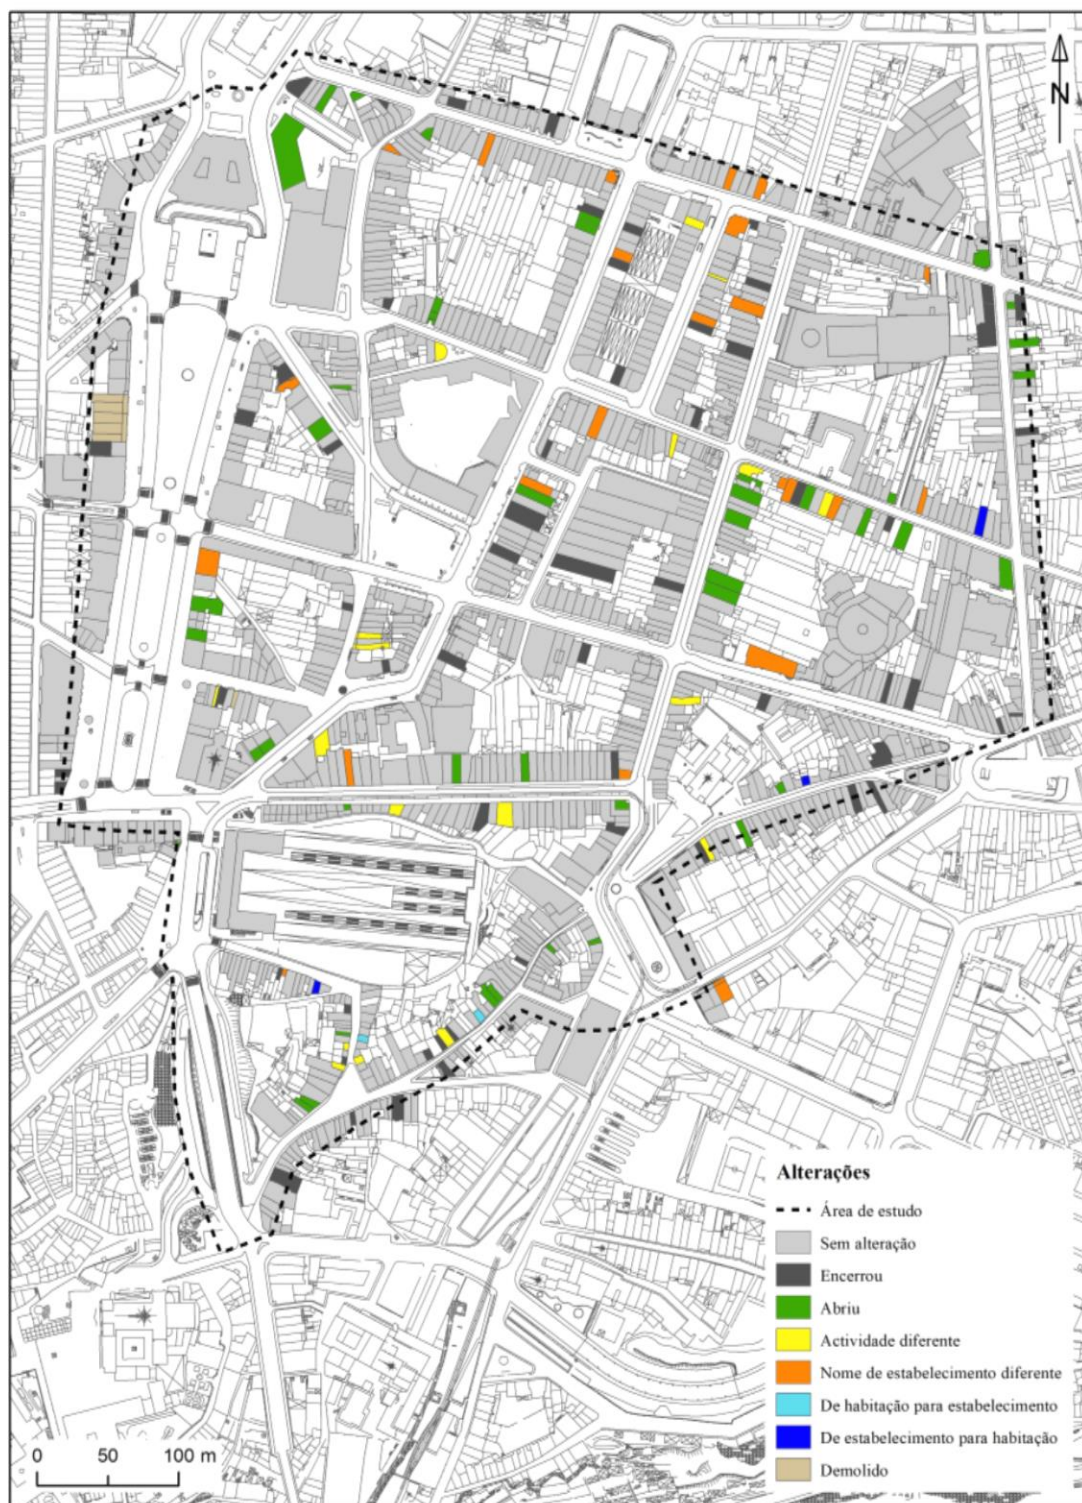 N
Alterações
Área de estudo
Sem alteração
Encerrou
Abriu
Actividade diferente
Nome de estabelecimento diferente
De habitação para estabelecimento
De estabelecimento para habitação
Demolido
0 50 100 m